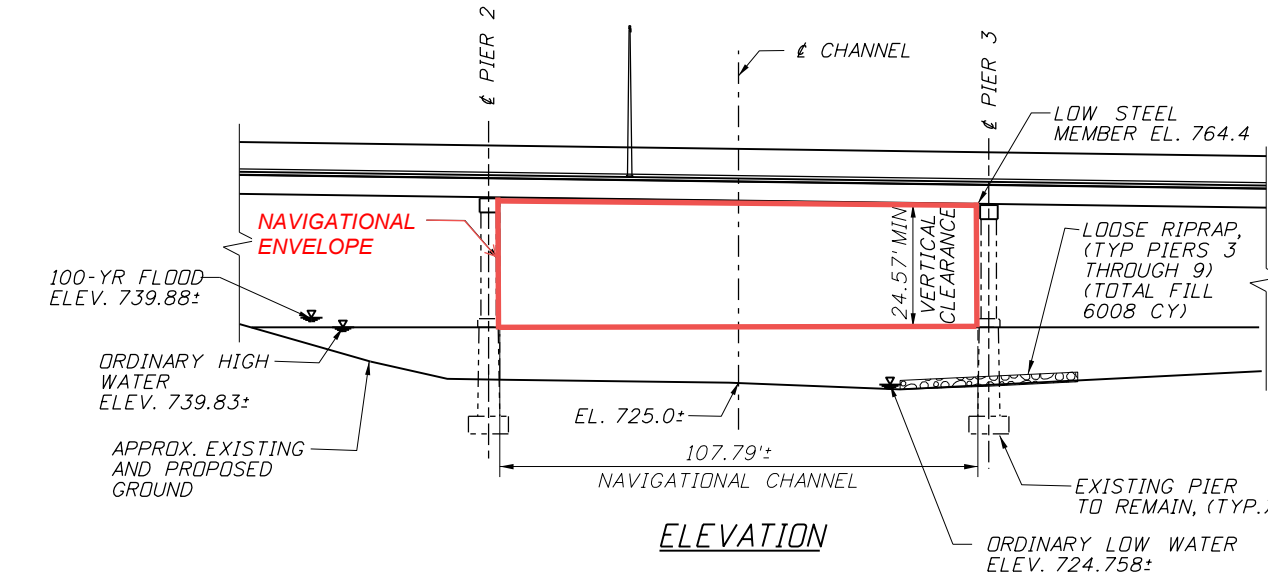 ℄ PIER 2
℄ CHANNEL
℄ PIER 3
LOW STEEL
MEMBER EL. 764.4
NAVIGATIONAL
ENVELOPE
24.57' MIN
VERTICAL
CLEARANCE
LOOSE RIPRAP,
(TYP PIERS 3
THROUGH 9)
(TOTAL FILL
6008 CY)
100-YR FLOOD
ELEV. 739.88±
ORDINARY HIGH
WATER
ELEV. 739.83±
EL. 725.0±
APPROX. EXISTING
AND PROPOSED
GROUND
107.79'±
NAVIGATIONAL CHANNEL
EXISTING PIER
TO REMAIN, (TYP.)
ELEVATION
ORDINARY LOW WATER
ELEV. 724.758±